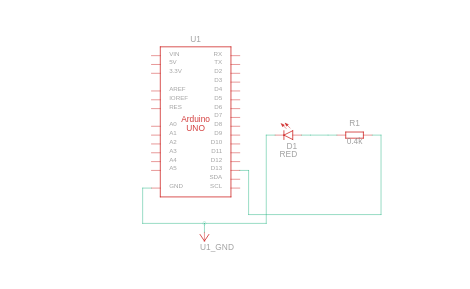 U1
VIN RX
5V TX
3.3V D2
D3
AREF D4
IOREF D5
RES D6
D7
A0 D8
A1 D9
A2 D10
A3 D11
A4 D12
A5 D13
SDA
GND SCL
Arduino
UNO
D1
RED
R1
0.4k
U1_GND